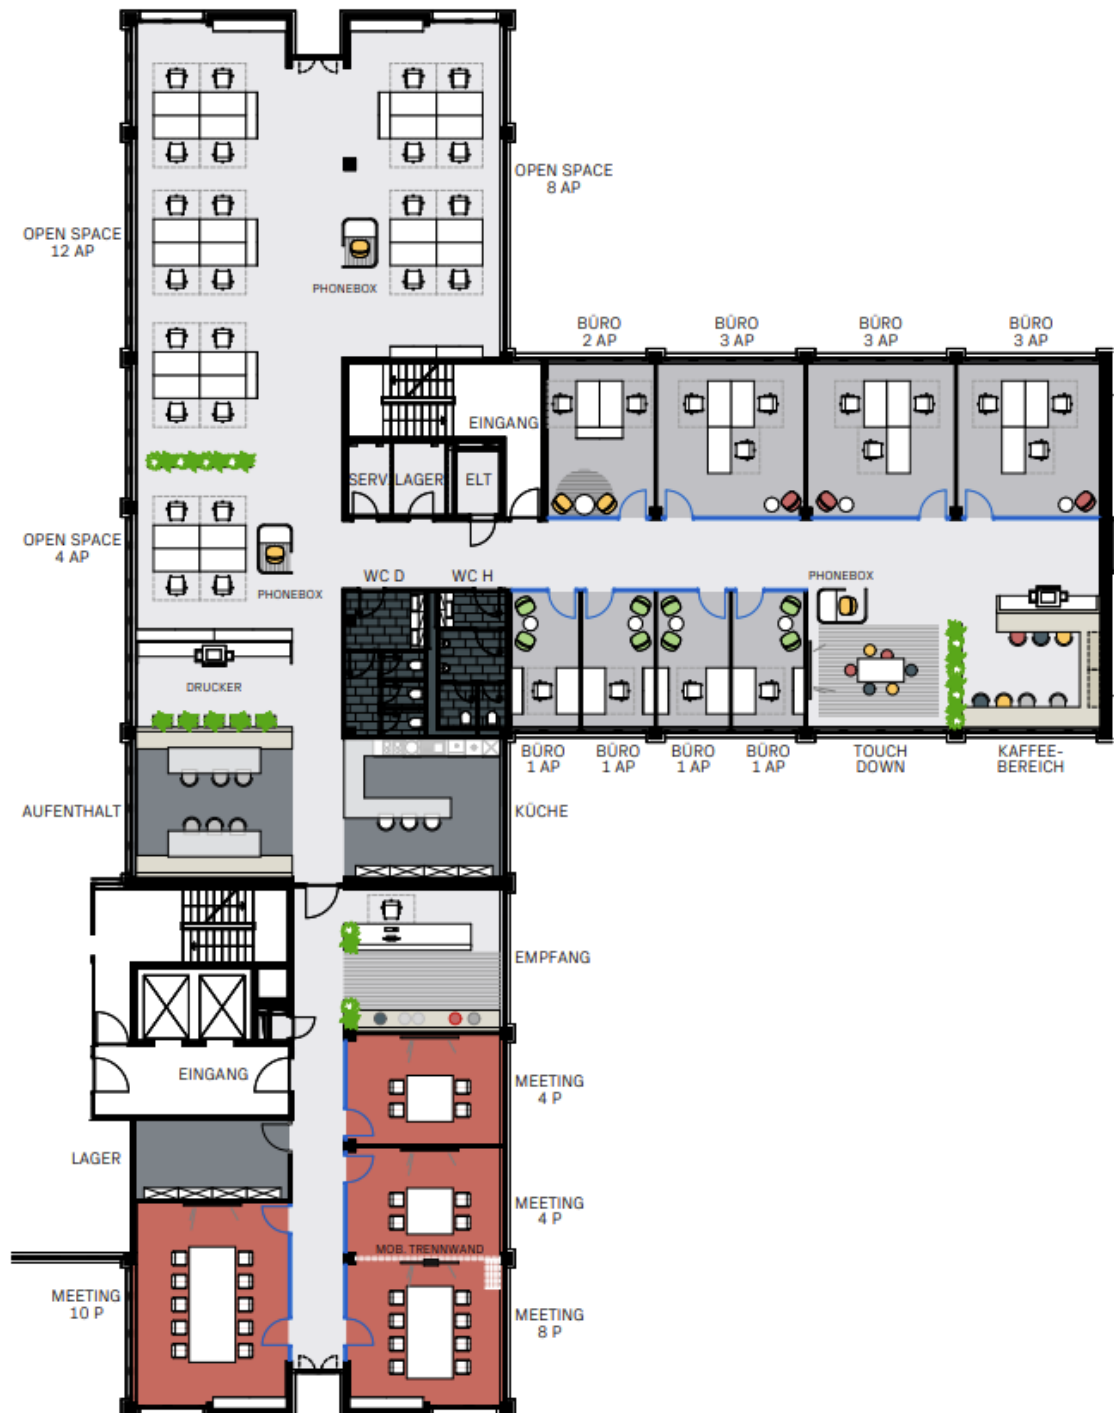 OPEN SPACE
8 AP
OPEN SPACE
12 AP
PHONEBOX
BÜRO
2 AP
BÜRO
3 AP
BÜRO
3 AP
BÜRO
3 AP
EINGANG
SERV.
LAGER
ELT
OPEN SPACE
4 AP
PHONEBOX
WC D
WC H
PHONEBOX
DRUCKER
BÜRO
1 AP
BÜRO
1 AP
BÜRO
1 AP
BÜRO
1 AP
TOUCH
DOWN
KAFFEE-
BEREICH
AUFENTHALT
KÜCHE
EMPFANG
EINGANG
MEETING
4 P
LAGER
MEETING
4 P
MOB. TRENNWAND
MEETING
10 P
MEETING
8 P